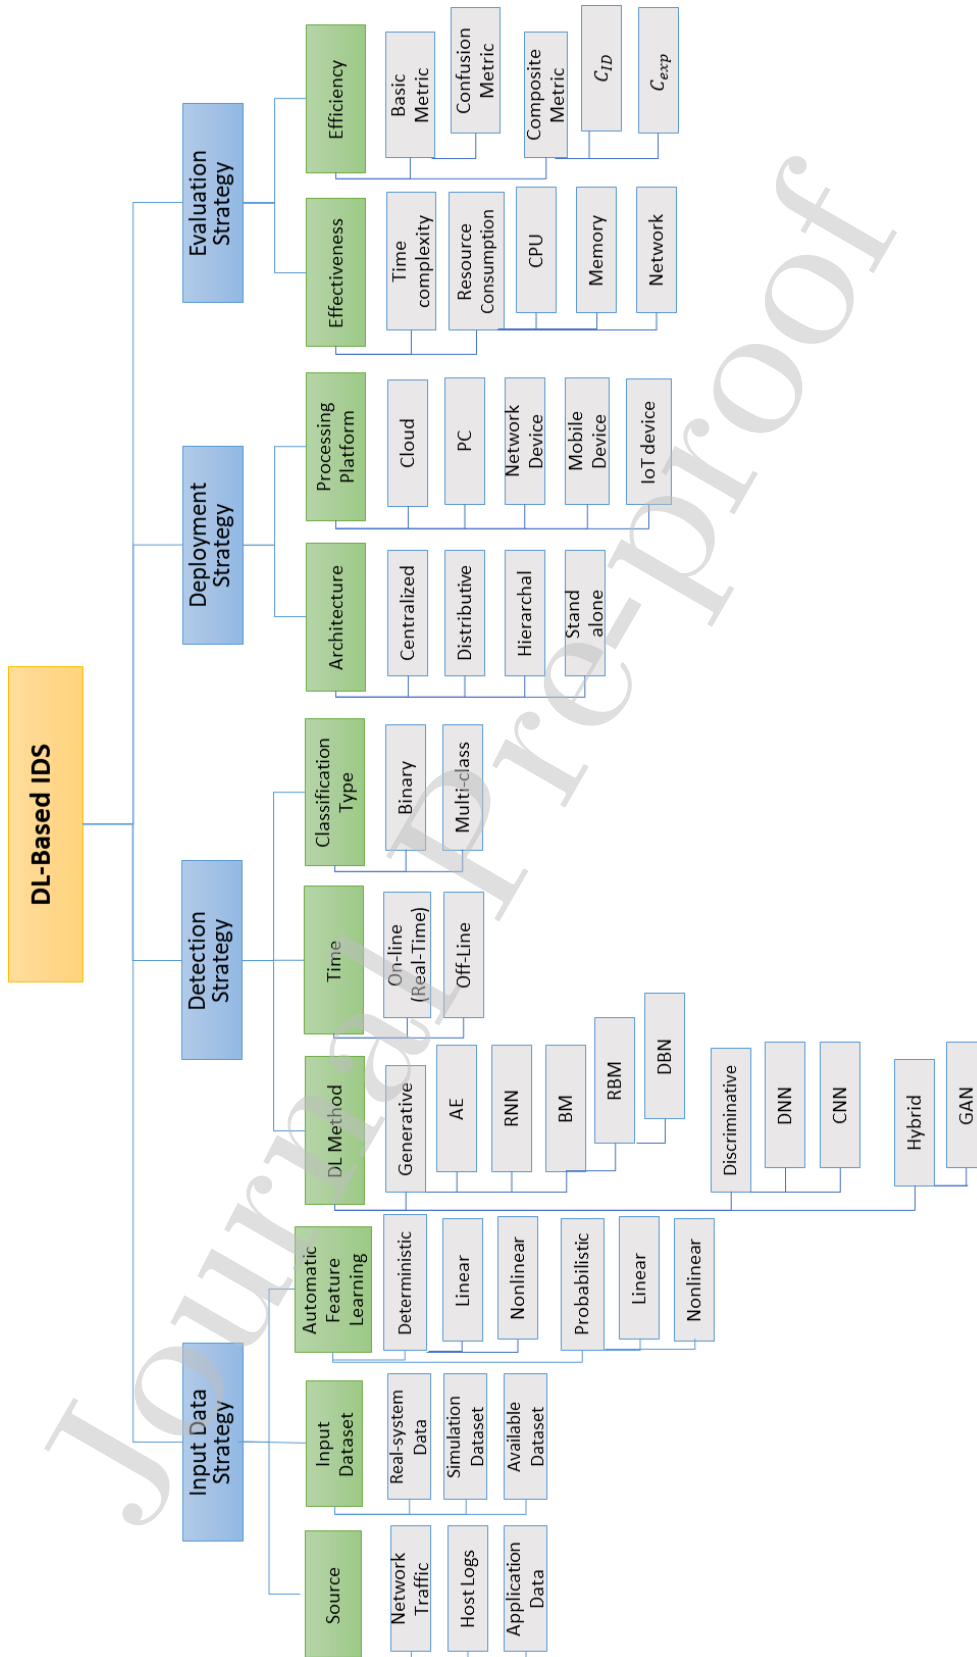 DL-Based IDS
Input Data
Strategy
Detection
Strategy
Deployment
Strategy
Evaluation
Strategy
Source
Network
Traffic
Host Logs
Application
Data
Input
Dataset
Real-system
Data
Simulation
Dataset
Available
Dataset
Automatic
Feature
Learning
Deterministic
Linear
Nonlinear
Probabilistic
Linear
Nonlinear
DL Method
Generative
AE
RNN
BM
RBM
DBN
Discriminative
DNN
CNN
Hybrid
GAN
Time
On-line
(Real-Time)
Off-Line
Classification
Type
Binary
Multi-class
Architecture
Centralized
Distributive
Hierarchal
Stand
alone
Processing
Platform
Cloud
PC
Network
Device
Mobile
Device
IoT device
Effectiveness
Time
complexity
Resource
Consumption
CPU
Memory
Network
Efficiency
Basic
Metric
Confusion
Metric
Composite
Metric
C_ID
C_exp
Journal Pre-proof